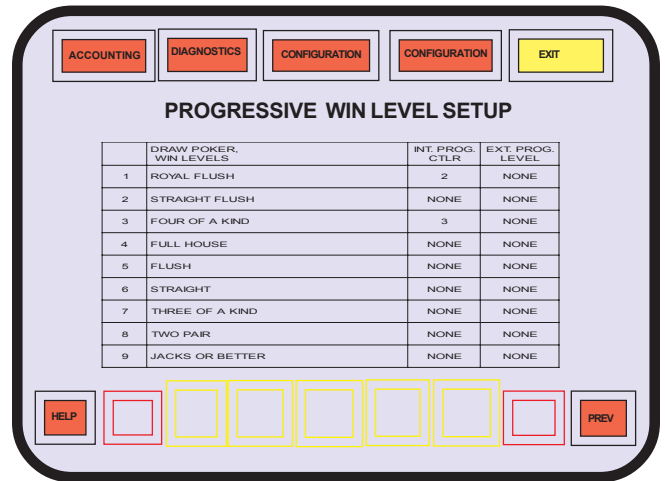 ACCOUNTING DIAGNOSTICS CONFIGURATION CONFIGURATION EXIT
PROGRESSIVE WIN LEVEL SETUP
DRAW POKER, INT. PROG. EXT. PROG.
WIN LEVELS CTLR LEVEL
1 ROYAL FLUSH 2 NONE
2 STRAIGHT FLUSH NONE NONE
3 FOUR OF A KIND 3 NONE
4 FULL HOUSE NONE NONE
5 FLUSH NONE NONE
6 STRAIGHT NONE NONE
7 THREE OF A KIND NONE NONE
8 TWO PAIR NONE NONE
9 JACKS OR BETTER NONE NONE
HELP PREV